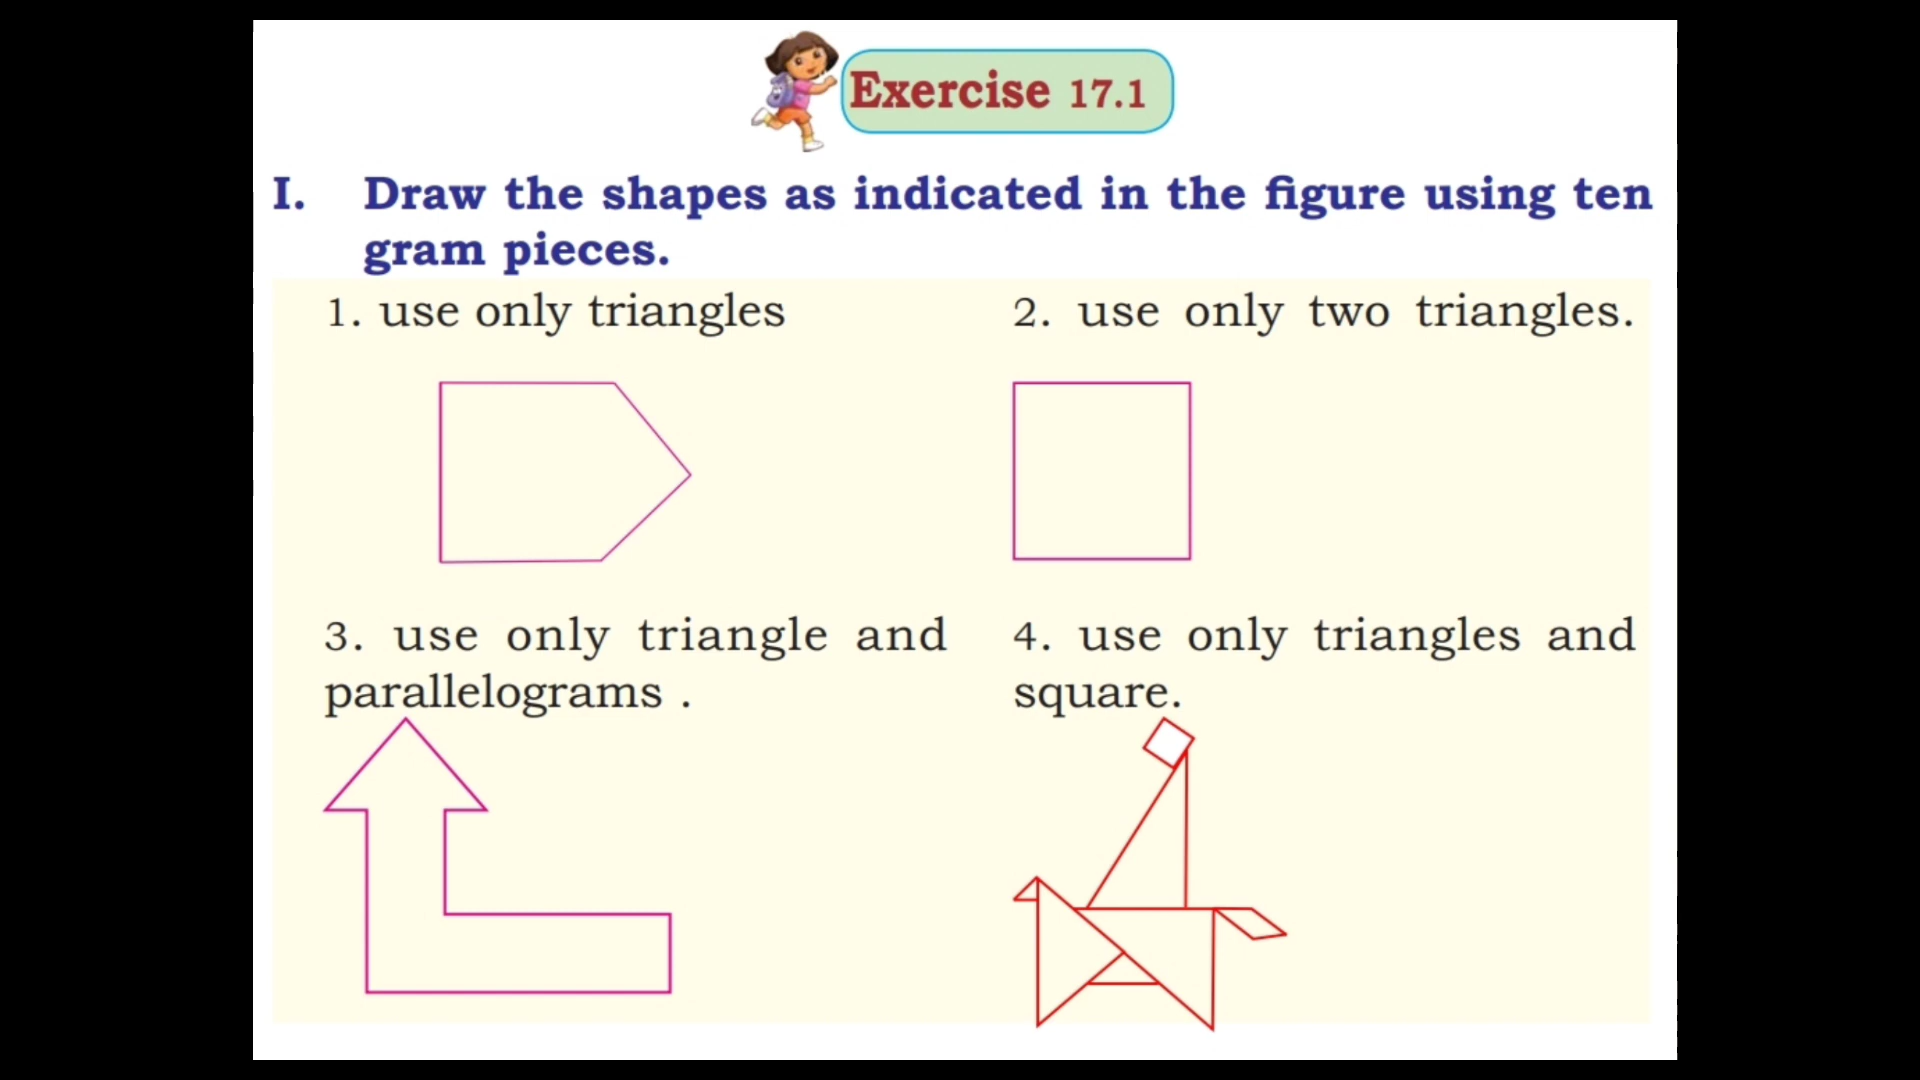 Exercise 17.1
I. Draw the shapes as indicated in the figure using ten
gram pieces.
1. use only triangles
2. use only two triangles.
3. use only triangle and
parallelograms .
4. use only triangles and
square.